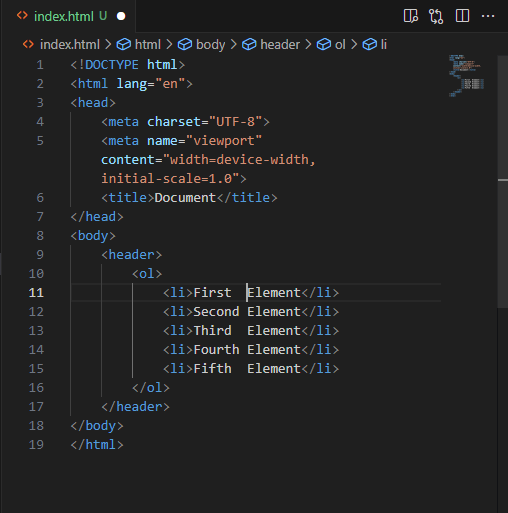 index.html U
index.html > html > body > header > ol > li
1 <!DOCTYPE html>
2 <html lang="en">
3 <head>
4     <meta charset="UTF-8">
5     <meta name="viewport"
    content="width=device-width,
    initial-scale=1.0">
6     <title>Document</title>
7 </head>
8 <body>
9     <header>
10         <ol>
11             <li>First  Element</li>
12             <li>Second Element</li>
13             <li>Third  Element</li>
14             <li>Fourth Element</li>
15             <li>Fifth  Element</li>
16         </ol>
17     </header>
18 </body>
19 </html>